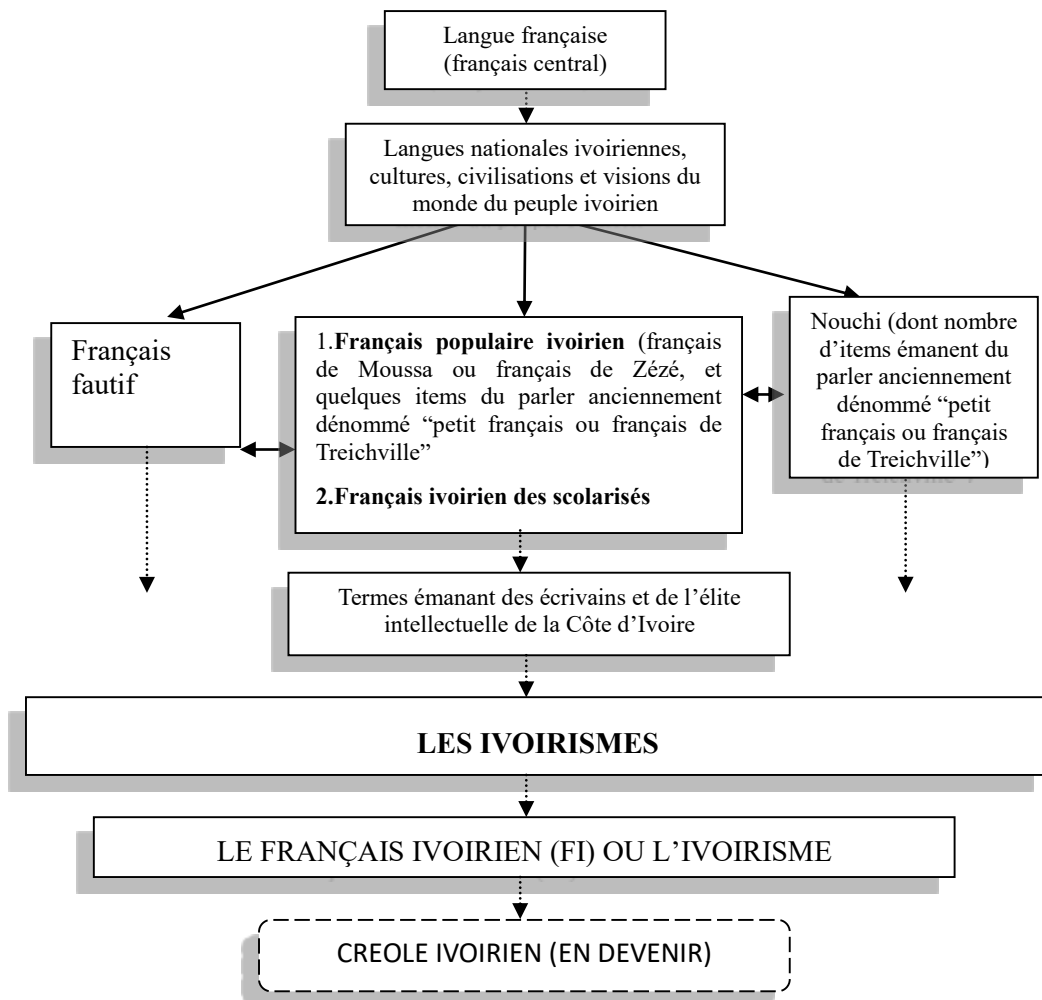 Langue française
(français central)
Langues nationales ivoiriennes,
cultures, civilisations et visions du
monde du peuple ivoirien
Français
fautif
1.Français populaire ivoirien (français
de Moussa ou français de Zézé, et
quelques items du parler anciennement
dénommé “petit français ou français de
Treichville”
2.Français ivoirien des scolarisés
Nouchi (dont nombre
d’items émanent du
parler anciennement
dénommé “petit
français ou français
de Treichville”)
Termes émanant des écrivains et de l’élite
intellectuelle de la Côte d’Ivoire
LES IVOIRISMES
LE FRANÇAIS IVOIRIEN (FI) OU L’IVOIRISME
CREOLE IVOIRIEN (EN DEVENIR)